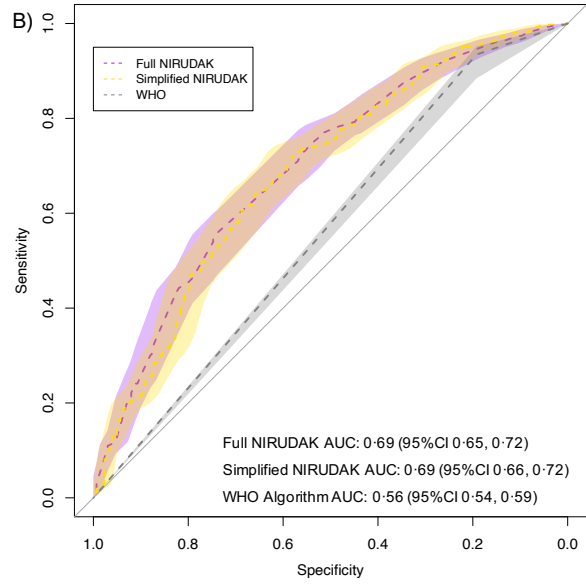 B)
Full NIRUDAK
Simplified NIRUDAK
WHO
1.0
0.8
0.6
0.4
0.2
0.0
Sensitivity
Full NIRUDAK AUC: 0·69 (95%CI 0·65, 0·72)
Simplified NIRUDAK AUC: 0·69 (95%CI 0·66, 0·72)
WHO Algorithm AUC: 0·56 (95%CI 0·54, 0·59)
1.0 0.8 0.6 0.4 0.2 0.0
Specificity